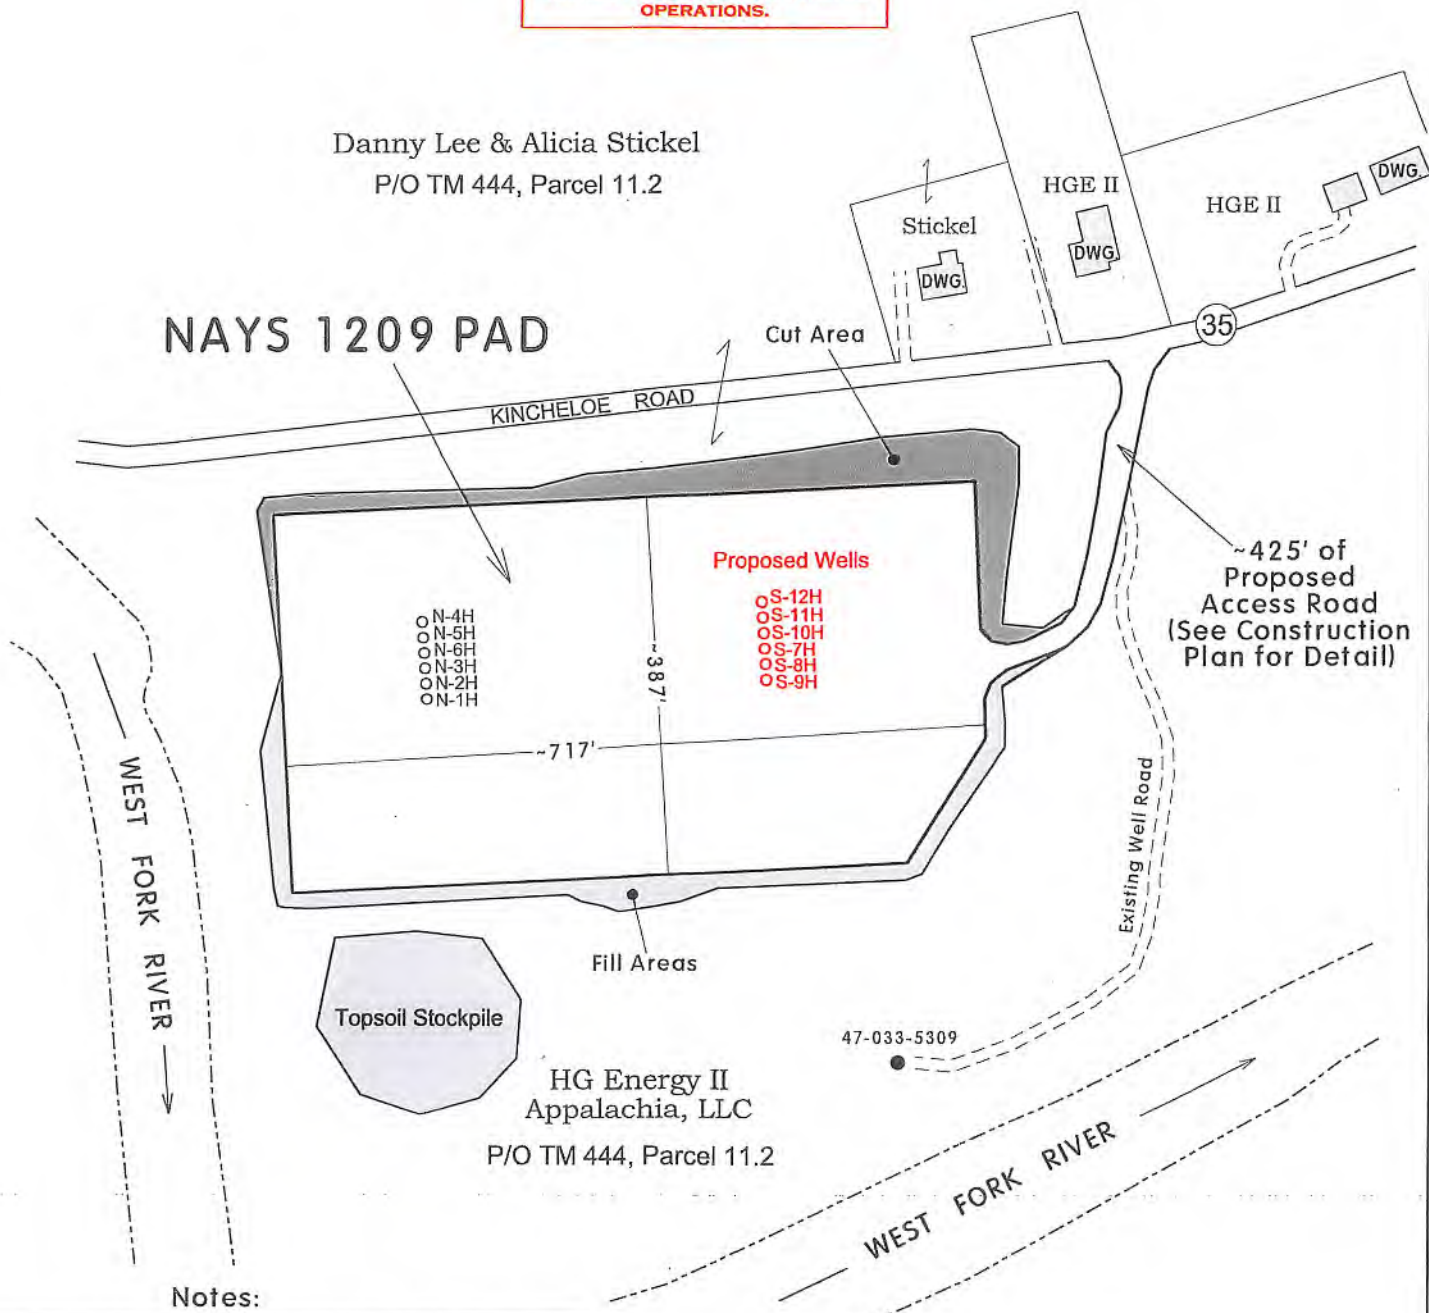 OPERATIONS.
Danny Lee & Alicia Stickel
P/O TM 444, Parcel 11.2
HGE II
DWG.
HGE II
DWG.
Stickel
DWG.
35
NAYS 1209 PAD
Cut Area
KINCHELOE ROAD
~425' of
Proposed
Access Road
(See Construction
Plan for Detail)
Proposed Wells
S-12H
S-11H
S-10H
S-7H
S-8H
S-9H
N-4H
N-5H
N-6H
N-3H
N-2H
N-1H
~387'
~717'
WEST FORK RIVER
Existing Well Road
Fill Areas
Topsoil Stockpile
47-033-5309
HG Energy II
Appalachia, LLC
P/O TM 444, Parcel 11.2
WEST FORK RIVER
Notes: